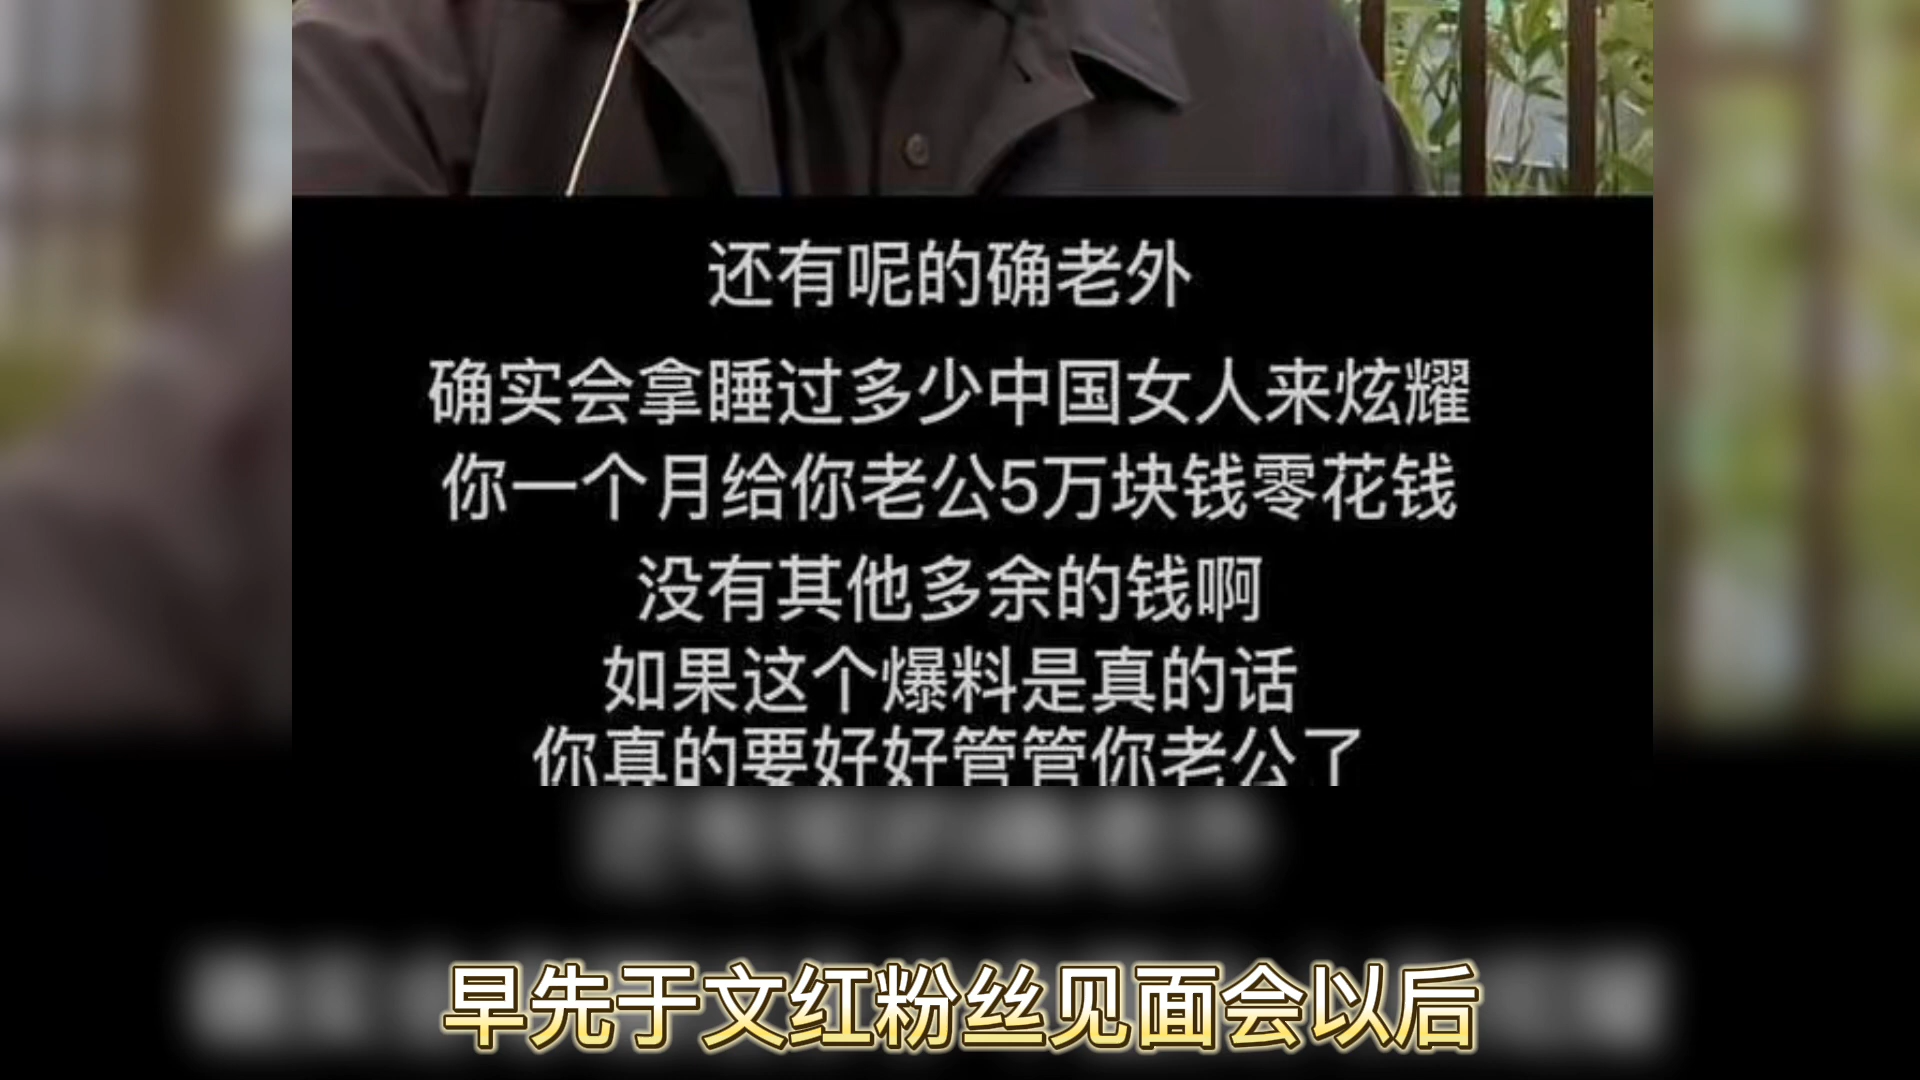 还有呢的确老外
确实会拿睡过多少中国女人来炫耀
你一个月给你老公5万块钱零花钱
没有其他多余的钱啊
如果这个爆料是真的话
你真的要好好管管你老公了
早先于文红粉丝见面会以后